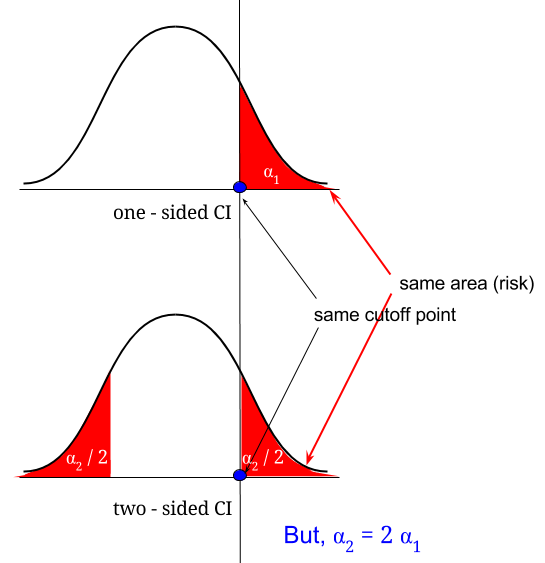 α₁
one - sided CI
same area (risk)
same cutoff point
α₂ / 2
α₂ / 2
two - sided CI
But, α₂ = 2 α₁